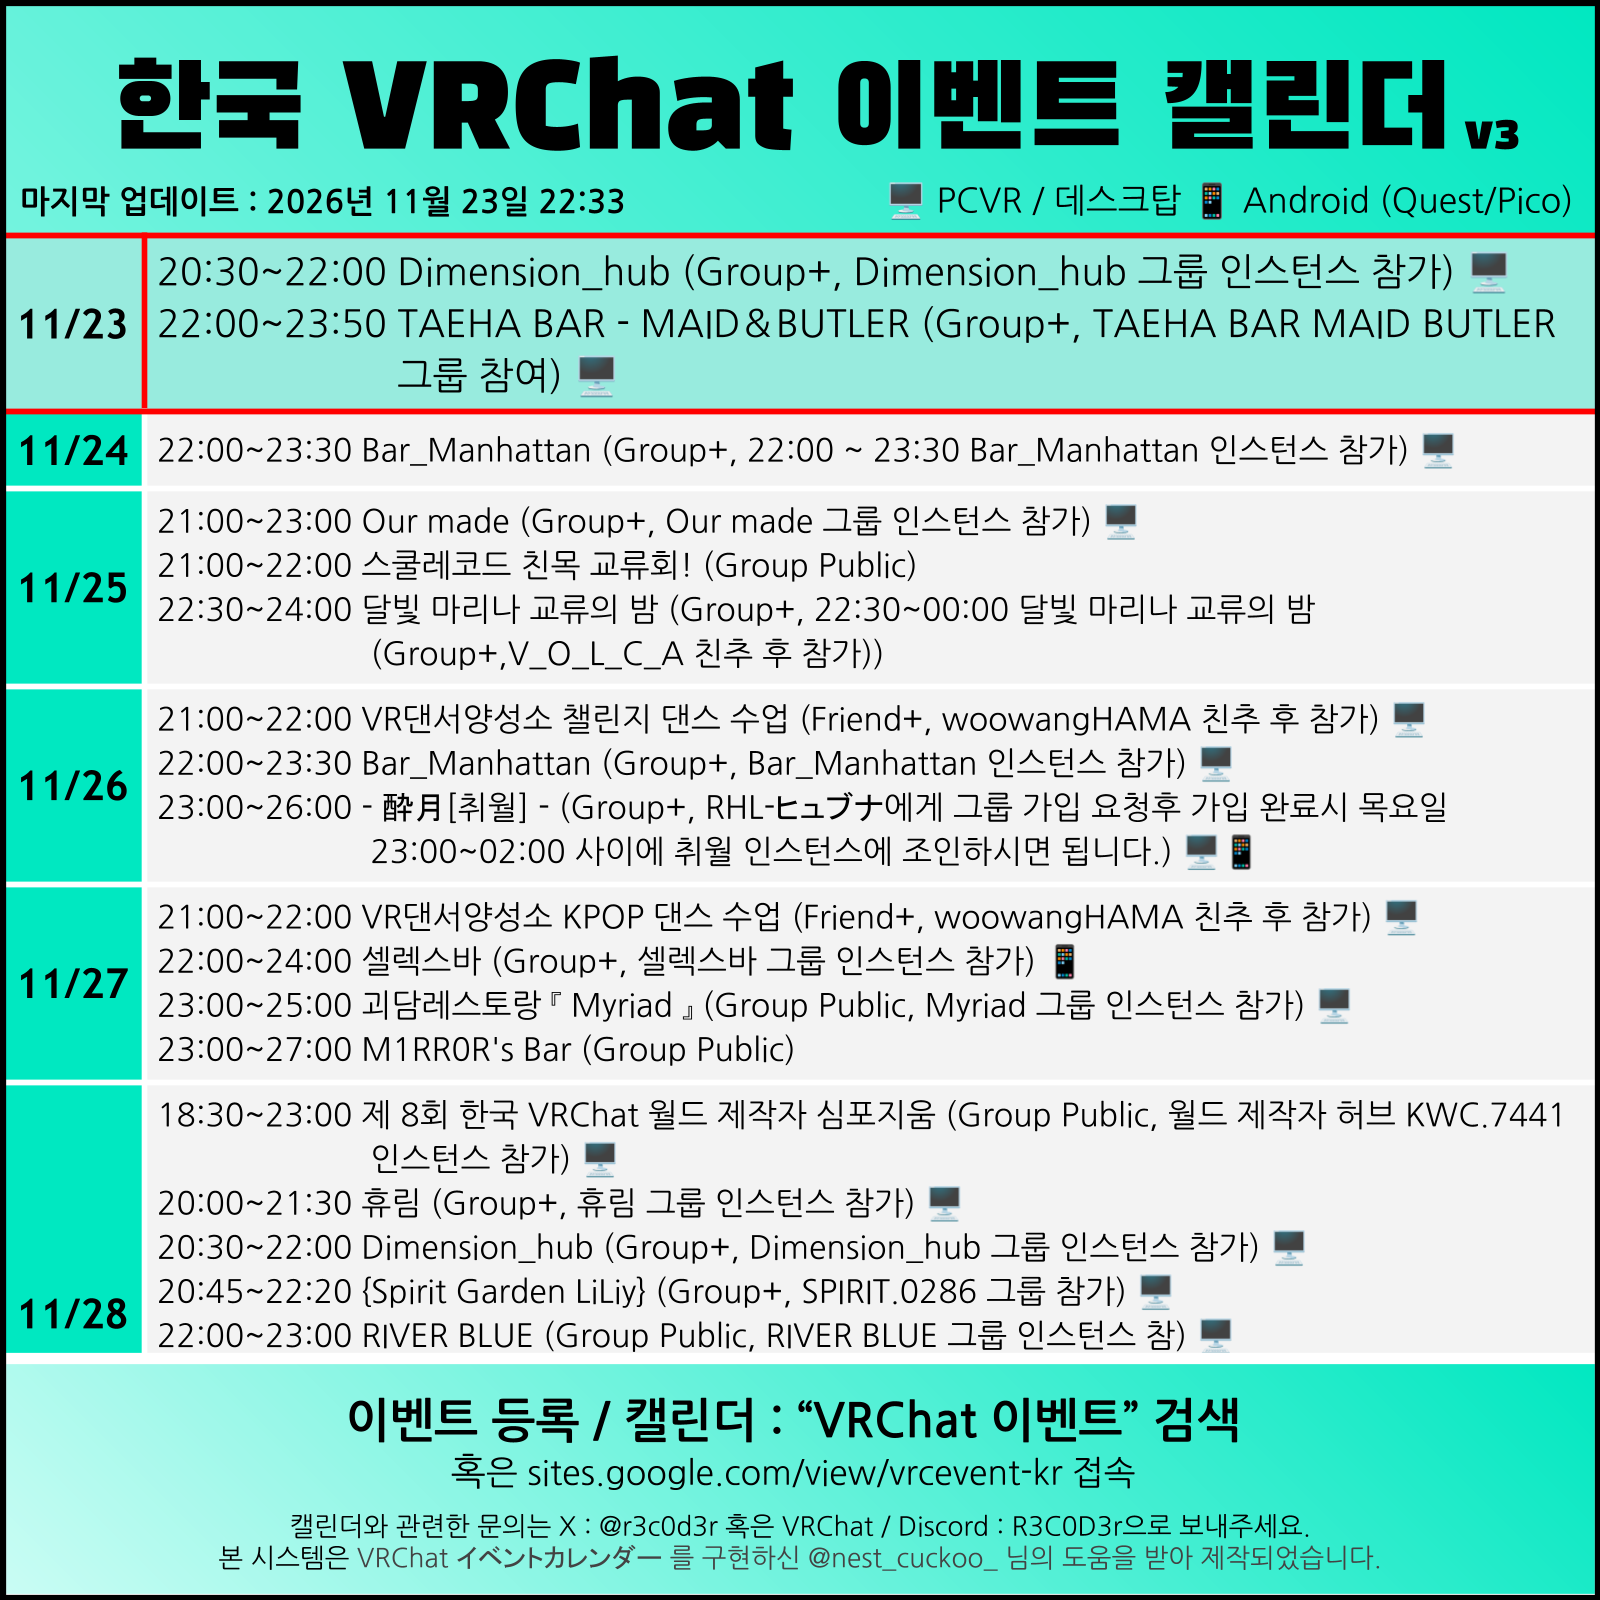 한국 VRChat 이벤트 캘린더 v3
마지막 업데이트 : 2026년 11월 23일 22:33
🖥️ PCVR / 데스크탑 📱 Android (Quest/Pico)
11/23
20:30~22:00 Dimension_hub (Group+, Dimension_hub 그룹 인스턴스 참가) 🖥️
22:00~23:50 TAEHA BAR - MAID&BUTLER (Group+, TAEHA BAR MAID BUTLER
그룹 참여) 🖥️
11/24
22:00~23:30 Bar_Manhattan (Group+, 22:00 ~ 23:30 Bar_Manhattan 인스턴스 참가) 🖥️
11/25
21:00~23:00 Our made (Group+, Our made 그룹 인스턴스 참가) 🖥️
21:00~22:00 스쿨레코드 친목 교류회! (Group Public)
22:30~24:00 달빛 마리나 교류의 밤 (Group+, 22:30~00:00 달빛 마리나 교류의 밤
(Group+,V_O_L_C_A 친추 후 참가))
11/26
21:00~22:00 VR댄서양성소 챌린지 댄스 수업 (Friend+, woowangHAMA 친추 후 참가) 🖥️
22:00~23:30 Bar_Manhattan (Group+, Bar_Manhattan 인스턴스 참가) 🖥️
23:00~26:00 - 酔月[취월] - (Group+, RHL-ヒュブナ에게 그룹 가입 요청후 가입 완료시 목요일
23:00~02:00 사이에 취월 인스턴스에 조인하시면 됩니다.) 🖥️📱
11/27
21:00~22:00 VR댄서양성소 KPOP 댄스 수업 (Friend+, woowangHAMA 친추 후 참가) 🖥️
22:00~24:00 셀렉스바 (Group+, 셀렉스바 그룹 인스턴스 참가) 📱
23:00~25:00 괴담레스토랑『 Myriad 』(Group Public, Myriad 그룹 인스턴스 참가) 🖥️
23:00~27:00 M1RR0R's Bar (Group Public)
11/28
18:30~23:00 제 8회 한국 VRChat 월드 제작자 심포지움 (Group Public, 월드 제작자 허브 KWC.7441
인스턴스 참가) 🖥️
20:00~21:30 휴림 (Group+, 휴림 그룹 인스턴스 참가) 🖥️
20:30~22:00 Dimension_hub (Group+, Dimension_hub 그룹 인스턴스 참가) 🖥️
20:45~22:20 {Spirit Garden LiLiy} (Group+, SPIRIT.0286 그룹 참가) 🖥️
22:00~23:00 RIVER BLUE (Group Public, RIVER BLUE 그룹 인스턴스 참) 🖥️
이벤트 등록 / 캘린더 : “VRChat 이벤트” 검색
혹은 sites.google.com/view/vrcevent-kr 접속
캘린더와 관련한 문의는 X : @r3c0d3r 혹은 VRChat / Discord : R3C0D3r으로 보내주세요.
본 시스템은 VRChat イベントカレンダー 를 구현하신 @nest_cuckoo_ 님의 도움을 받아 제작되었습니다.